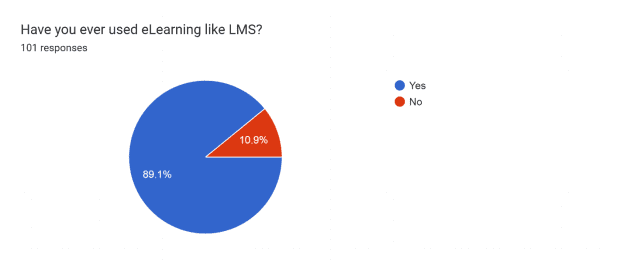 Have you ever used eLearning like LMS?
101 responses
Yes
No
10.9%
89.1%